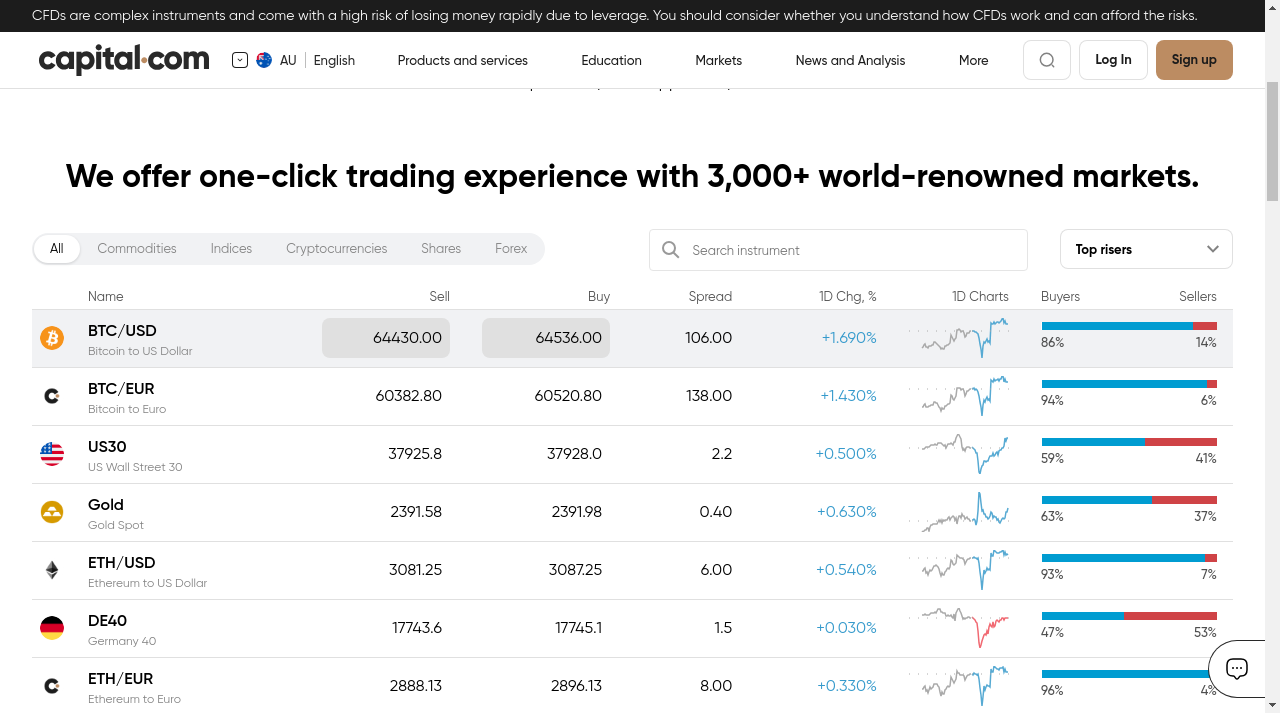 CFDs are complex instruments and come with a high risk of losing money rapidly due to leverage. You should consider whether you understand how CFDs work and can afford the risks.
capital.com AU English Products and services Education Markets News and Analysis More Log In Sign up
We offer one-click trading experience with 3,000+ world-renowned markets.
All Commodities Indices Cryptocurrencies Shares Forex Search instrument Top risers
Name Sell Buy Spread 1D Chg, % 1D Charts Buyers Sellers
BTC/USD 64430.00 64536.00 106.00 +1.690% 86% 14%
Bitcoin to US Dollar
BTC/EUR 60382.80 60520.80 138.00 +1.430% 94% 6%
Bitcoin to Euro
US30 37925.8 37928.0 2.2 +0.500% 59% 41%
US Wall Street 30
Gold 2391.58 2391.98 0.40 +0.630% 63% 37%
Gold Spot
ETH/USD 3081.25 3087.25 6.00 +0.540% 93% 7%
Ethereum to US Dollar
DE40 17743.6 17745.1 1.5 +0.030% 47% 53%
Germany 40
ETH/EUR 2888.13 2896.13 8.00 +0.330% 96% 4%
Ethereum to Euro